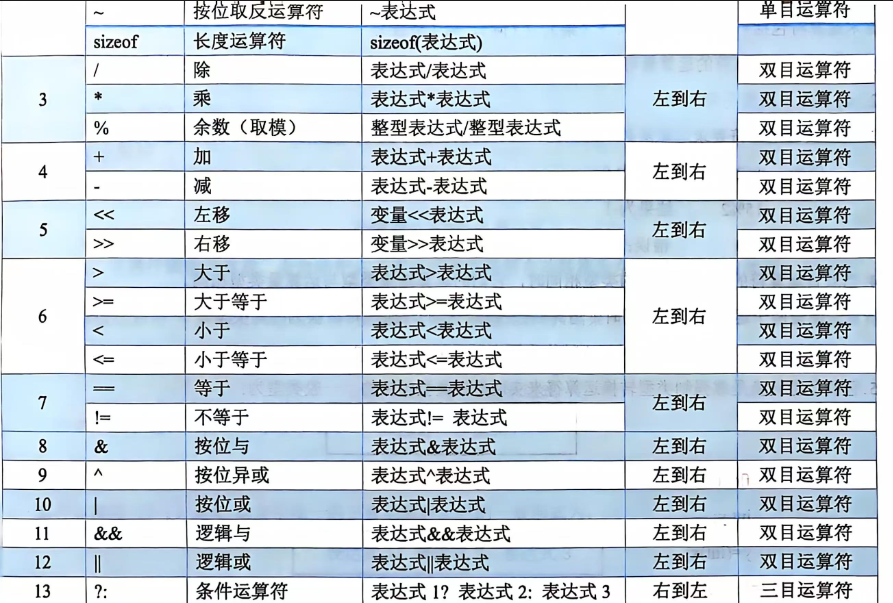 ~ 按位取反运算符 ~表达式 单目运算符
sizeof 长度运算符 sizeof(表达式)
3 / 除 表达式/表达式 左到右 双目运算符
* 乘 表达式*表达式 双目运算符
% 余数（取模） 整型表达式/整型表达式 双目运算符
4 + 加 表达式+表达式 左到右 双目运算符
- 减 表达式-表达式 双目运算符
5 << 左移 变量<<表达式 左到右 双目运算符
>> 右移 变量>>表达式 双目运算符
6 > 大于 表达式>表达式 左到右 双目运算符
>= 大于等于 表达式>=表达式 双目运算符
< 小于 表达式<表达式 双目运算符
<= 小于等于 表达式<=表达式 双目运算符
7 == 等于 表达式==表达式 左到右 双目运算符
!= 不等于 表达式!= 表达式 双目运算符
8 & 按位与 表达式&表达式 左到右 双目运算符
9 ^ 按位异或 表达式^表达式 左到右 双目运算符
10 | 按位或 表达式|表达式 左到右 双目运算符
11 && 逻辑与 表达式&&表达式 左到右 双目运算符
12 || 逻辑或 表达式||表达式 左到右 双目运算符
13 ?: 条件运算符 表达式 1? 表达式 2: 表达式 3 右到左 三目运算符